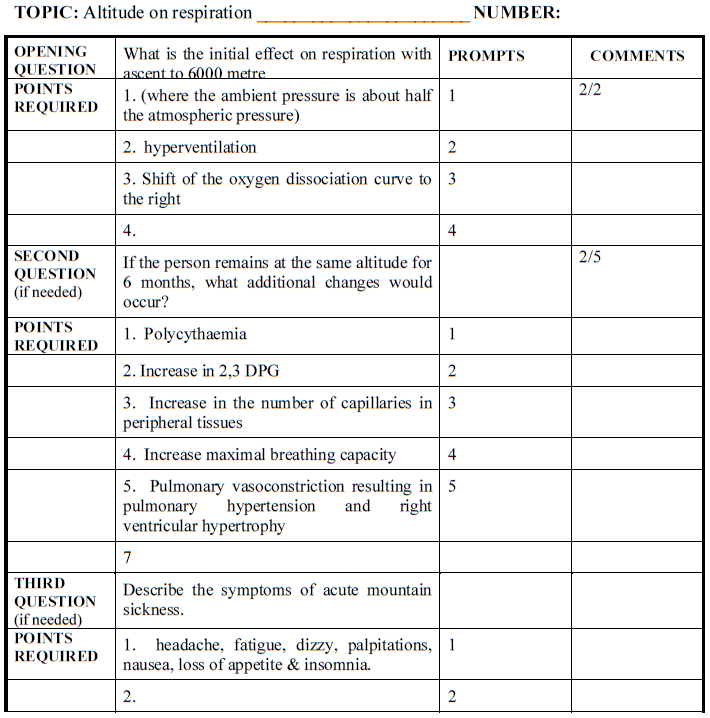 TOPIC: Altitude on respiration ________________________ NUMBER:
OPENING QUESTION
What is the initial effect on respiration with ascent to 6000 metre
PROMPTS
COMMENTS
POINTS REQUIRED
1. (where the ambient pressure is about half the atmospheric pressure)
1
2/2
2. hyperventilation
2
3. Shift of the oxygen dissociation curve to the right
3
4.
4
SECOND QUESTION (if needed)
If the person remains at the same altitude for 6 months, what additional changes would occur?
2/5
POINTS REQUIRED
1. Polycythaemia
1
2. Increase in 2,3 DPG
2
3. Increase in the number of capillaries in peripheral tissues
3
4. Increase maximal breathing capacity
4
5. Pulmonary vasoconstriction resulting in pulmonary hypertension and right ventricular hypertrophy
5
7
THIRD QUESTION (if needed)
Describe the symptoms of acute mountain sickness.
POINTS REQUIRED
1. headache, fatigue, dizzy, palpitations, nausea, loss of appetite & insomnia.
1
2.
2